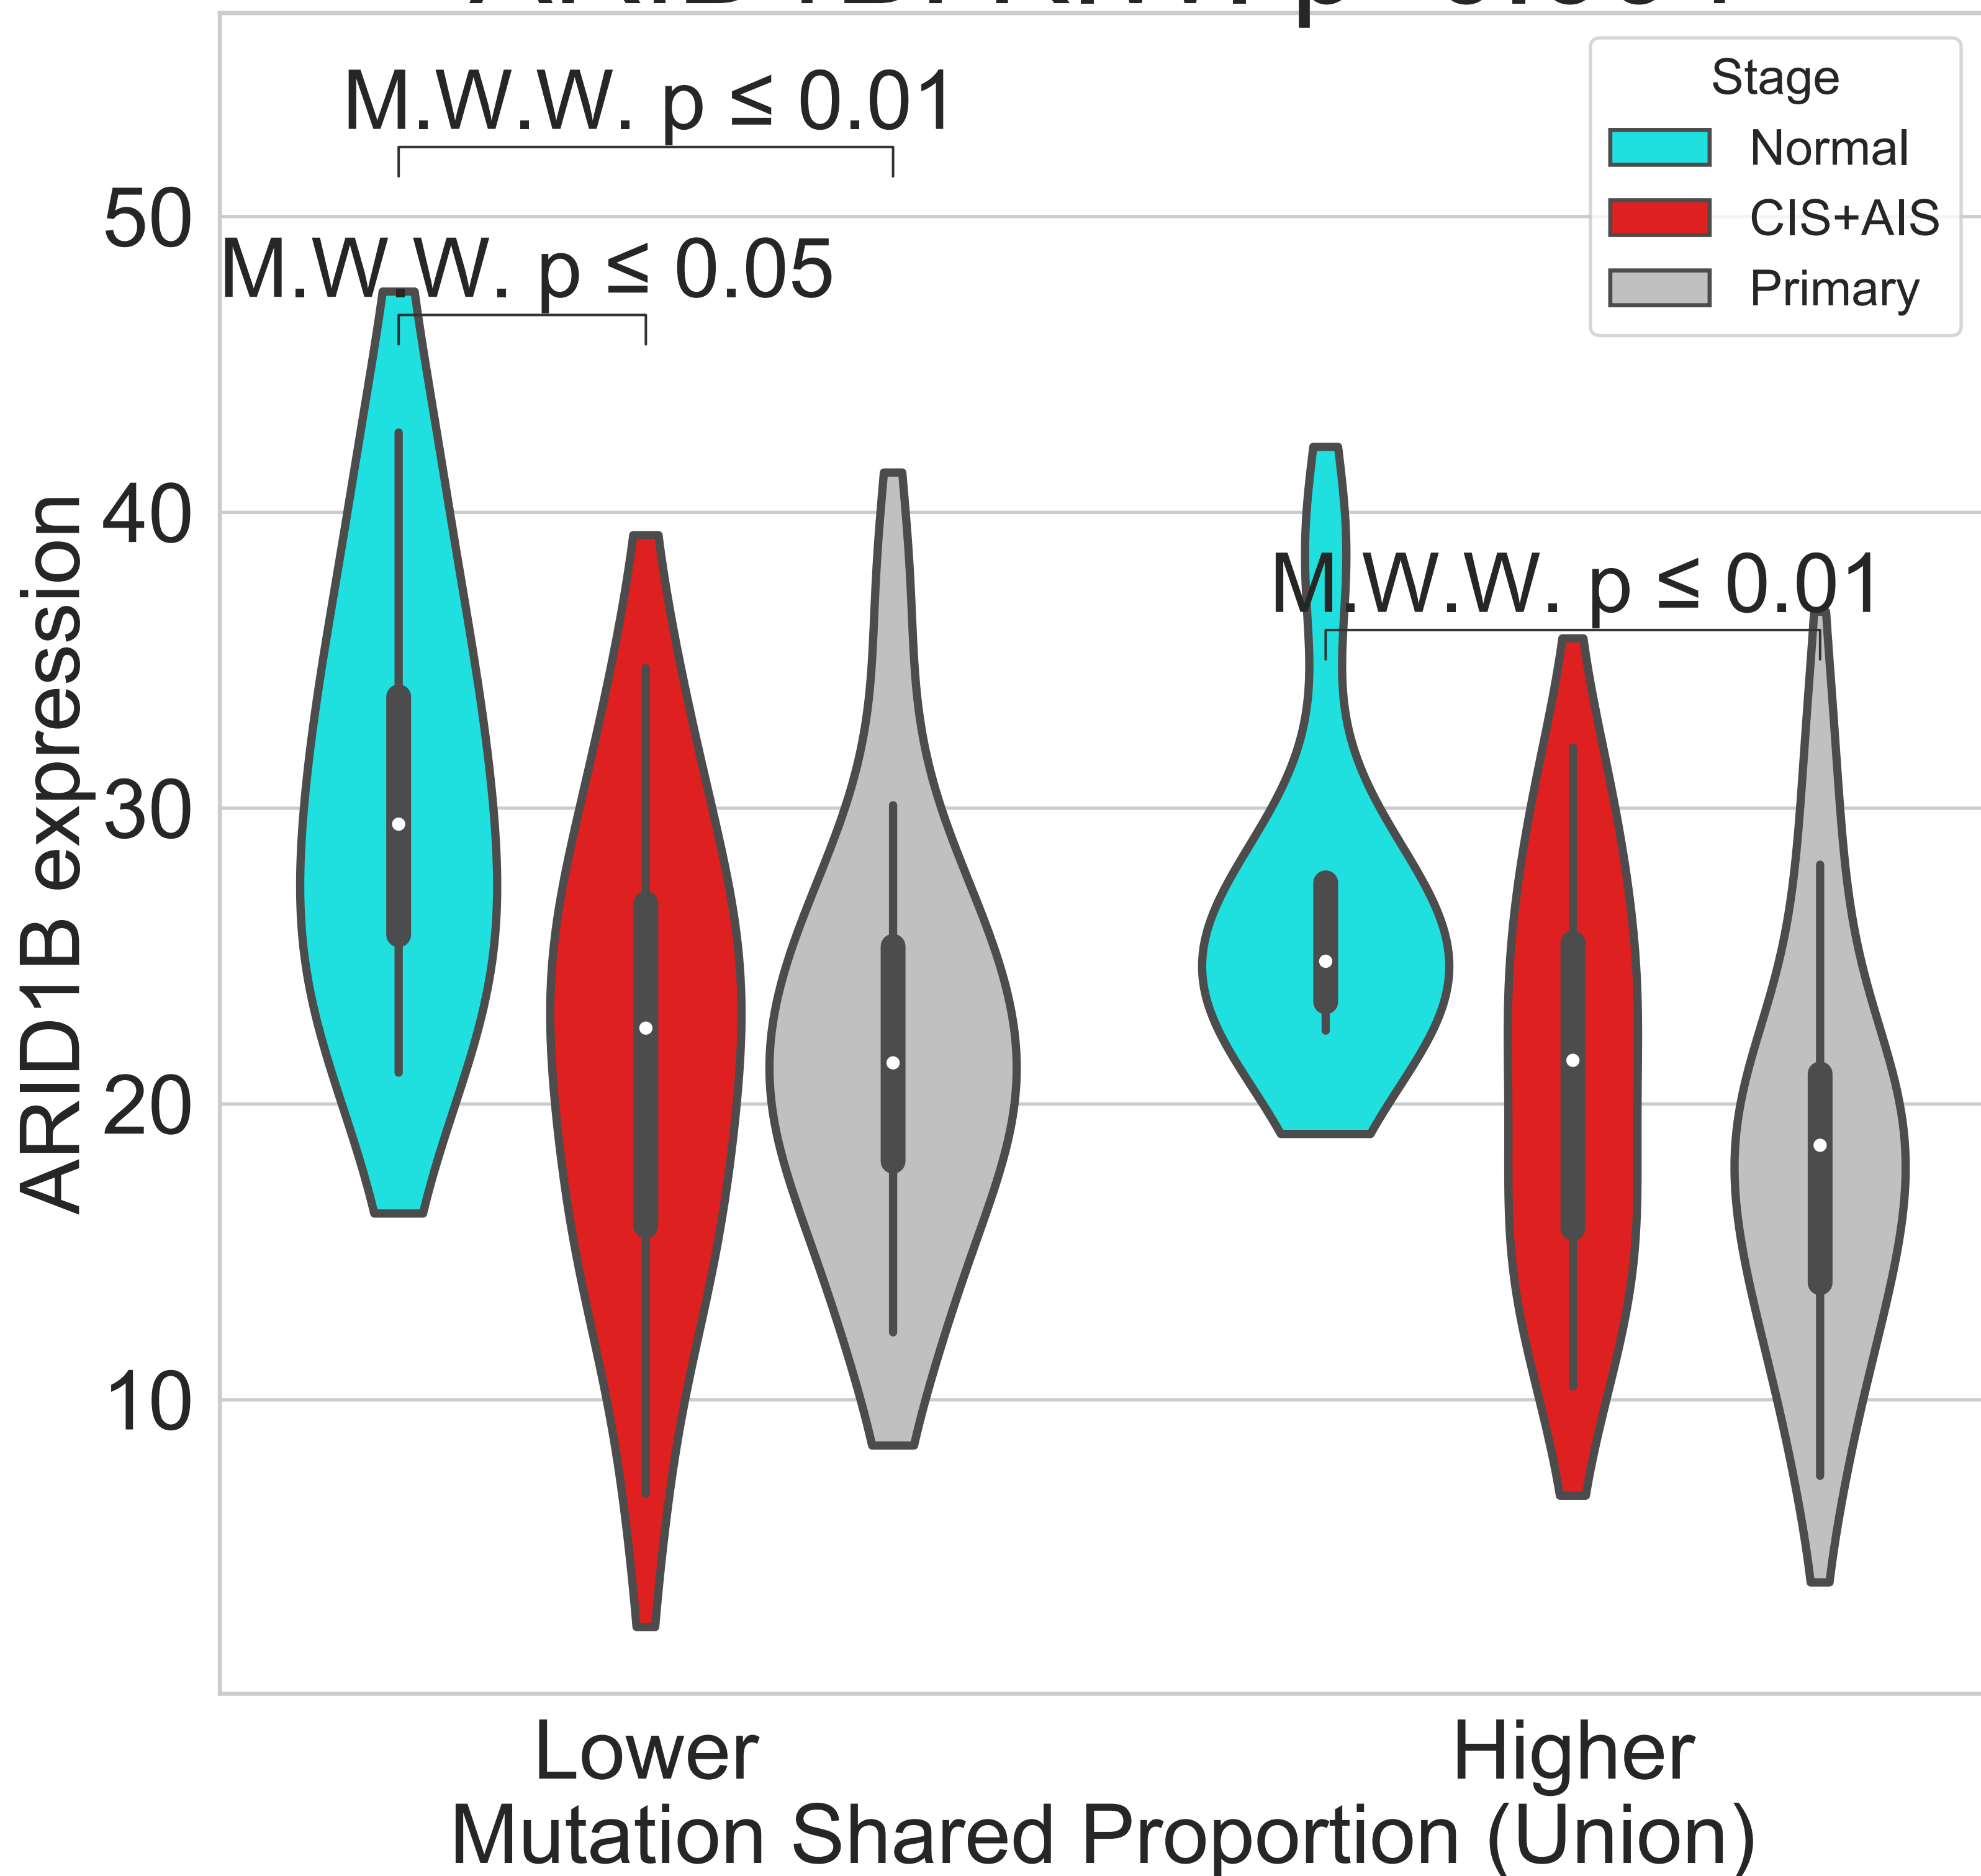 M.W.W. p ≤ 0.01
Stage
Normal
CIS+AIS
Primary
M.W.W. p ≤ 0.05
M.W.W. p ≤ 0.01
50
40
30
20
10
ARID1B expression
Lower
Higher
Mutation Shared Proportion (Union)